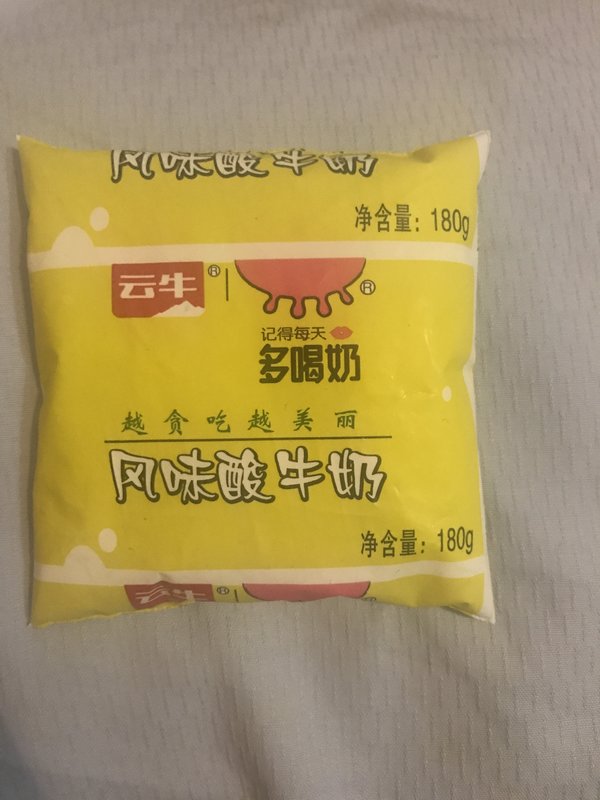 风味酸牛奶
净含量：180g
云牛®
®
记得每天
多喝奶
越贪吃越美丽
风味酸牛奶
净含量：180g
云牛®